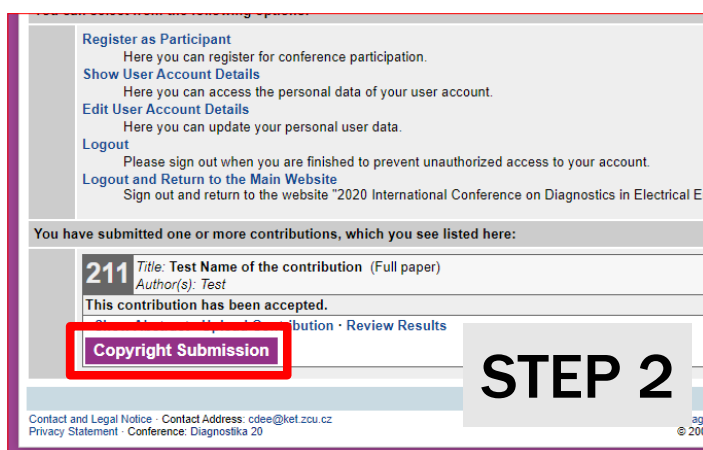 Register as Participant
Here you can register for conference participation.
Show User Account Details
Here you can access the personal data of your user account.
Edit User Account Details
Here you can update your personal user data.
Logout
Please sign out when you are finished to prevent unauthorized access to your account.
Logout and Return to the Main Website
Sign out and return to the website "2020 International Conference on Diagnostics in Electrical E
You have submitted one or more contributions, which you see listed here:
211 Title: Test Name of the contribution (Full paper)
Author(s): Test
This contribution has been accepted.
bution · Review Results
Copyright Submission
STEP 2
Contact and Legal Notice · Contact Address: cdee@ket.zcu.cz
Privacy Statement · Conference: Diagnostika 20
ag
© 200